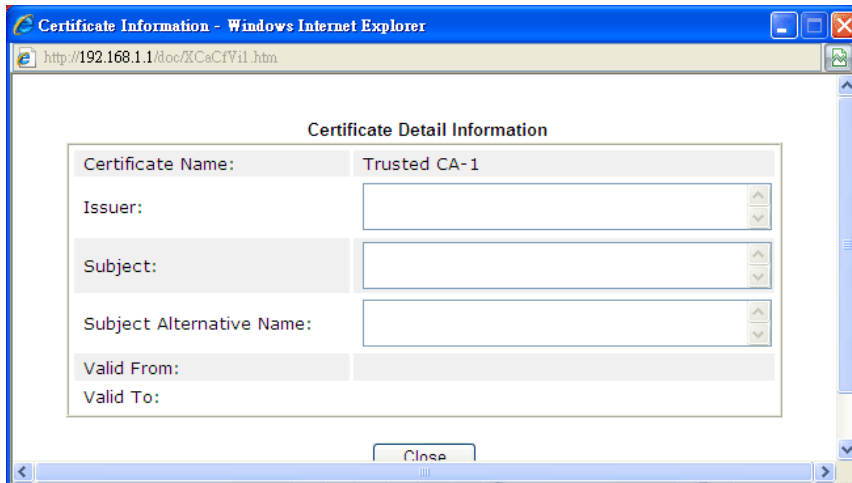 Certificate Information - Windows Internet Explorer
http://192.168.1.1/doc/XCaCfVi1.htm
Certificate Detail Information
Certificate Name: Trusted CA-1
Issuer:
Subject:
Subject Alternative Name:
Valid From:
Valid To:
Close